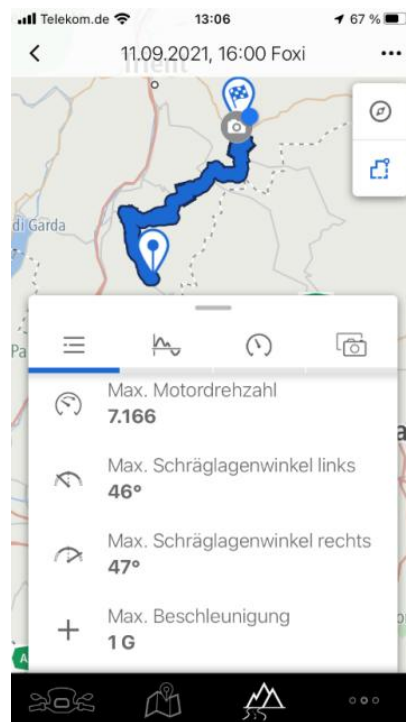 Telekom.de
13:06
67 %
11.09.2021, 16:00 Foxi
di Garda
Pa
Max. Motordrehzahl
7.166
Max. Schräglagenwinkel links
46°
Max. Schräglagenwinkel rechts
47°
Max. Beschleunigung
1 G
A